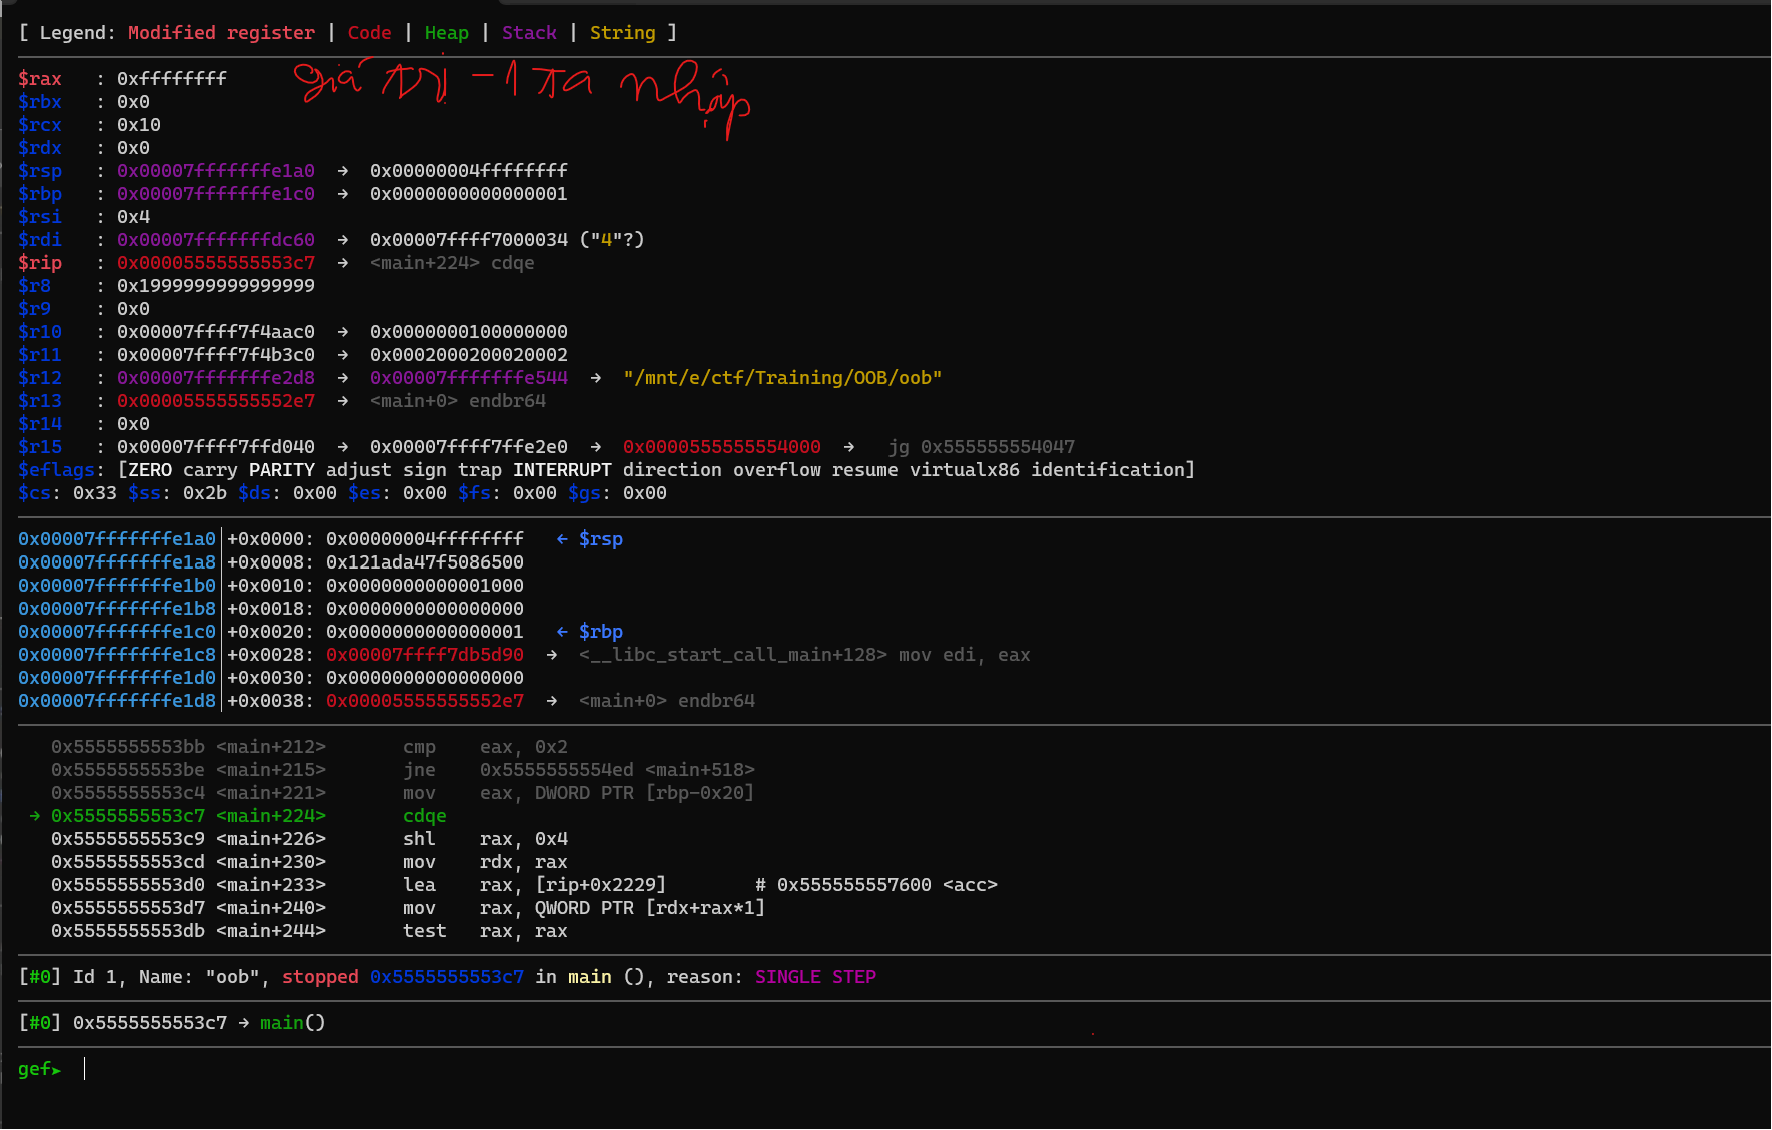 [ Legend: Modified register | Code | Heap | Stack | String ]
$rax   : 0xffffffff
giá trị -1 ta nhập
$rbx   : 0x0
$rcx   : 0x10
$rdx   : 0x0
$rsp   : 0x00007fffffffe1a0  →  0x00000004ffffffff
$rbp   : 0x00007fffffffe1c0  →  0x0000000000000001
$rsi   : 0x4
$rdi   : 0x00007fffffffdc60  →  0x00007ffff7000034 ("4"?)
$rip   : 0x00005555555553c7  →  <main+224> cdqe
$r8    : 0x1999999999999999
$r9    : 0x0
$r10   : 0x00007ffff7f4aac0  →  0x0000000100000000
$r11   : 0x00007ffff7f4b3c0  →  0x0002000200020002
$r12   : 0x00007fffffffe2d8  →  0x00007fffffffe544  →  "/mnt/e/ctf/Training/OOB/oob"
$r13   : 0x00005555555552e7  →  <main+0> endbr64
$r14   : 0x0
$r15   : 0x00007ffff7ffd040  →  0x00007ffff7ffe2e0  →  0x0000555555554000  →   jg 0x555555554047
$eflags: [ZERO carry PARITY adjust sign trap INTERRUPT direction overflow resume virtualx86 identification]
$cs: 0x33 $ss: 0x2b $ds: 0x00 $es: 0x00 $fs: 0x00 $gs: 0x00
0x00007fffffffe1a0│+0x0000: 0x00000004ffffffff   ← $rsp
0x00007fffffffe1a8│+0x0008: 0x121ada47f5086500
0x00007fffffffe1b0│+0x0010: 0x0000000000001000
0x00007fffffffe1b8│+0x0018: 0x0000000000000000
0x00007fffffffe1c0│+0x0020: 0x0000000000000001   ← $rbp
0x00007fffffffe1c8│+0x0028: 0x00007ffff7db5d90  →  <__libc_start_call_main+128> mov edi, eax
0x00007fffffffe1d0│+0x0030: 0x0000000000000000
0x00007fffffffe1d8│+0x0038: 0x00005555555552e7  →  <main+0> endbr64
0x5555555553bb <main+212>       cmp    eax, 0x2
0x5555555553be <main+215>       jne    0x5555555554ed <main+518>
0x5555555553c4 <main+221>       mov    eax, DWORD PTR [rbp-0x20]
→ 0x5555555553c7 <main+224>       cdqe
0x5555555553c9 <main+226>       shl    rax, 0x4
0x5555555553cd <main+230>       mov    rdx, rax
0x5555555553d0 <main+233>       lea    rax, [rip+0x2229]        # 0x555555557600 <acc>
0x5555555553d7 <main+240>       mov    rax, QWORD PTR [rdx+rax*1]
0x5555555553db <main+244>       test   rax, rax
[#0] Id 1, Name: "oob", stopped 0x5555555553c7 in main (), reason: SINGLE STEP
[#0] 0x5555555553c7 → main()
gef➤